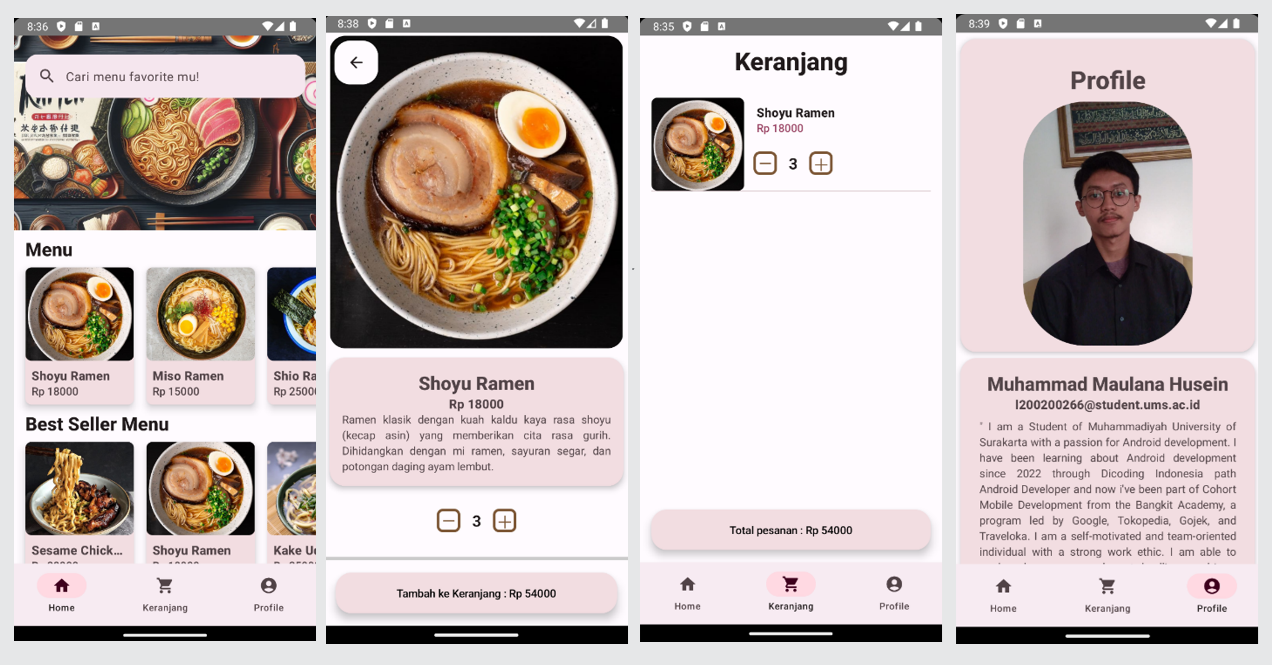 8:36
Cari menu favorite mu!
Menu
Shoyu Ramen
Rp 18000
Miso Ramen
Rp 15000
Shio Ra
Rp 25000
Best Seller Menu
Sesame Chick...
Shoyu Ramen
Kake Uu
Home
Keranjang
Profile
8:38
Shoyu Ramen
Rp 18000
Ramen klasik dengan kuah kaldu kaya rasa shoyu
(kecap asin) yang memberikan cita rasa gurih.
Dihidangkan dengan mi ramen, sayuran segar, dan
potongan daging ayam lembut.
3
Tambah ke Keranjang : Rp 54000
8:35
Keranjang
Shoyu Ramen
Rp 18000
3
Total pesanan : Rp 54000
Home
Keranjang
Profile
8:39
Profile
Muhammad Maulana Husein
l200200266@student.ums.ac.id
" I am a Student of Muhammadiyah University of
Surakarta with a passion for Android development. I
have been learning about Android development
since 2022 through Dicoding Indonesia path
Android Developer and now i've been part of Cohort
Mobile Development from the Bangkit Academy, a
program led by Google, Tokopedia, Gojek, and
Traveloka. I am a self-motivated and team-oriented
individual with a strong work ethic. I am able to
Home
Keranjang
Profile